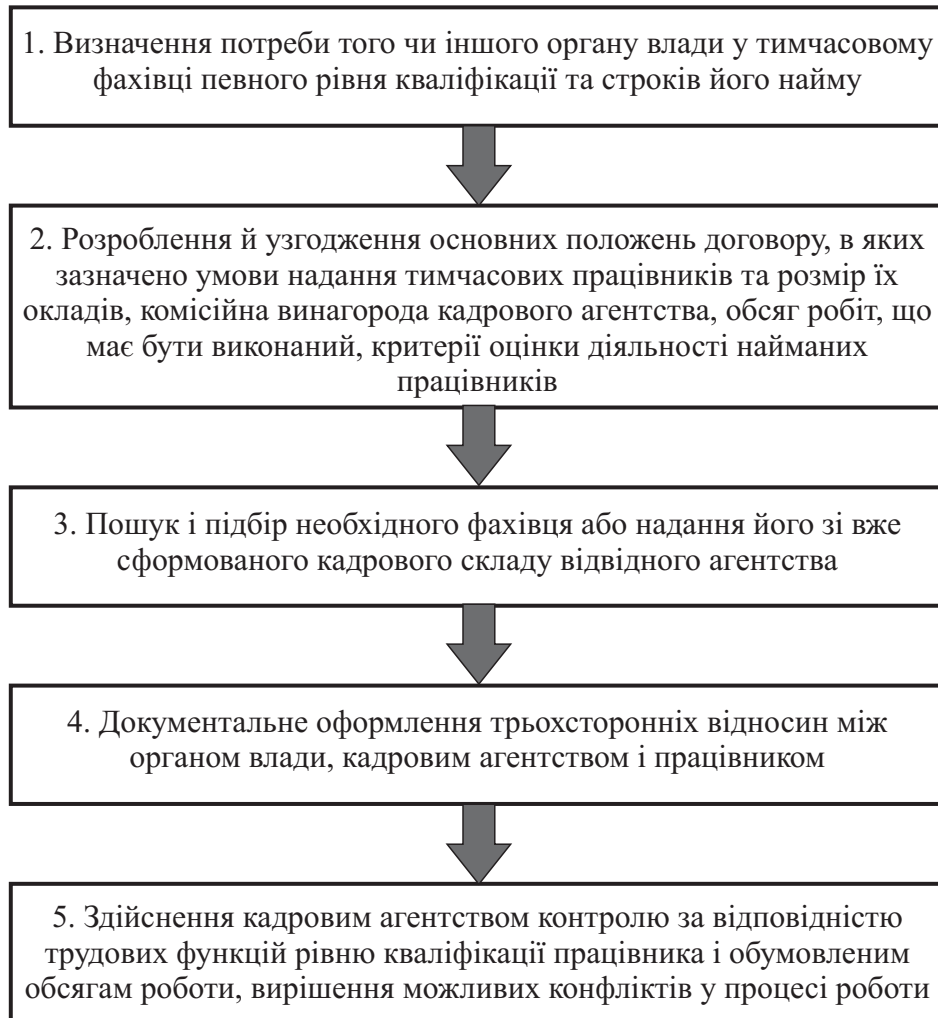 1. Визначення потреби того чи іншого органу влади у тимчасовому
фахівці певного рівня кваліфікації та строків його найму
2. Розроблення й узгодження основних положень договору, в яких
зазначено умови надання тимчасових працівників та розмір їх
окладів, комісійна винагорода кадрового агентства, обсяг робіт, що
має бути виконаний, критерії оцінки діяльності найманих
працівників
3. Пошук і підбір необхідного фахівця або надання його зі вже
сформованого кадрового складу відвідного агентства
4. Документальне оформлення трьохсторонніх відносин між
органом влади, кадровим агентством і працівником
5. Здійснення кадровим агентством контролю за відповідністю
трудових функцій рівню кваліфікації працівника і обумовленим
обсягам роботи, вирішення можливих конфліктів у процесі роботи